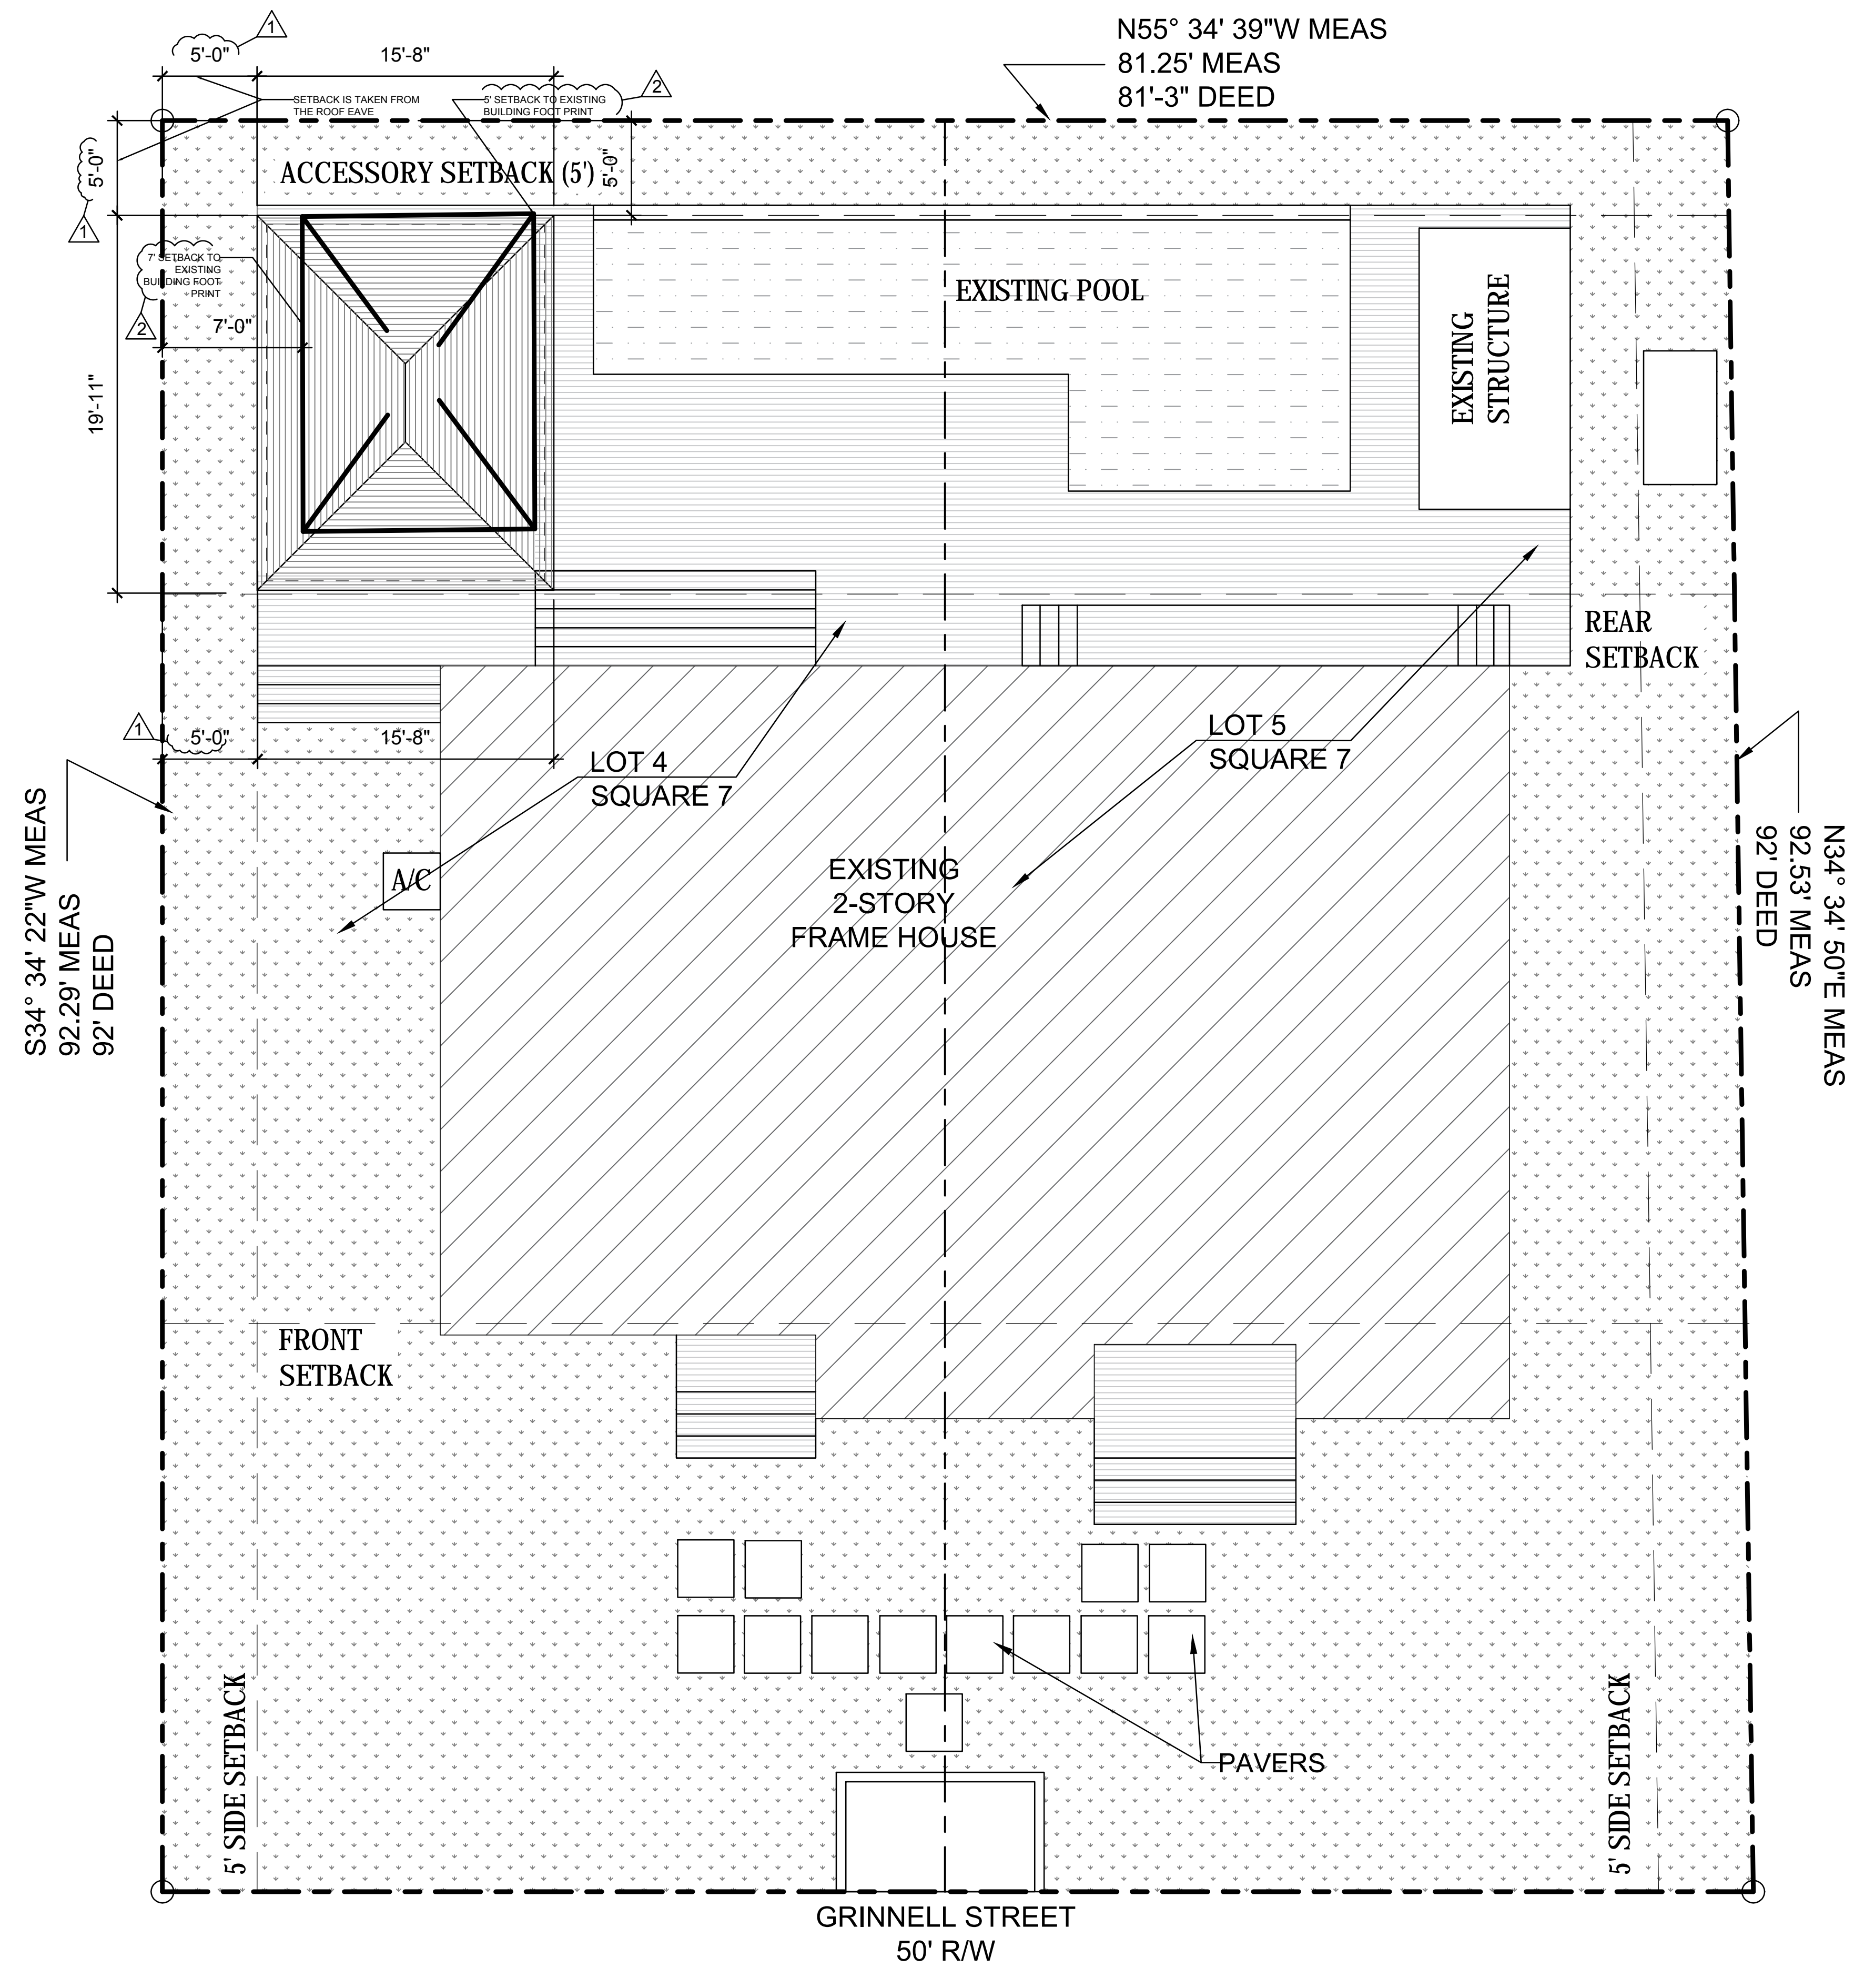 1
5'-0"
15'-8"
N55° 34' 39"W MEAS
81.25' MEAS
81'-3" DEED
2
SETBACK IS TAKEN FROM
THE ROOF EAVE
5' SETBACK TO EXISTING
BUILDING FOOT PRINT
5'-0"
1
ACCESSORY SETBACK (5')
5'-0"
7' SETBACK TO
EXISTING
BUILDING FOOT
PRINT
2
7'-0"
19'-11"
EXISTING POOL
EXISTING
STRUCTURE
REAR
SETBACK
1
5'-0"
15'-8"
LOT 4
SQUARE 7
LOT 5
SQUARE 7
S34° 34' 22"W MEAS
92.29' MEAS
92' DEED
N34° 34' 50"E MEAS
92.53' MEAS
92' DEED
A/C
EXISTING
2-STORY
FRAME HOUSE
FRONT
SETBACK
5' SIDE SETBACK
5' SIDE SETBACK
PAVERS
GRINNELL STREET
50' R/W